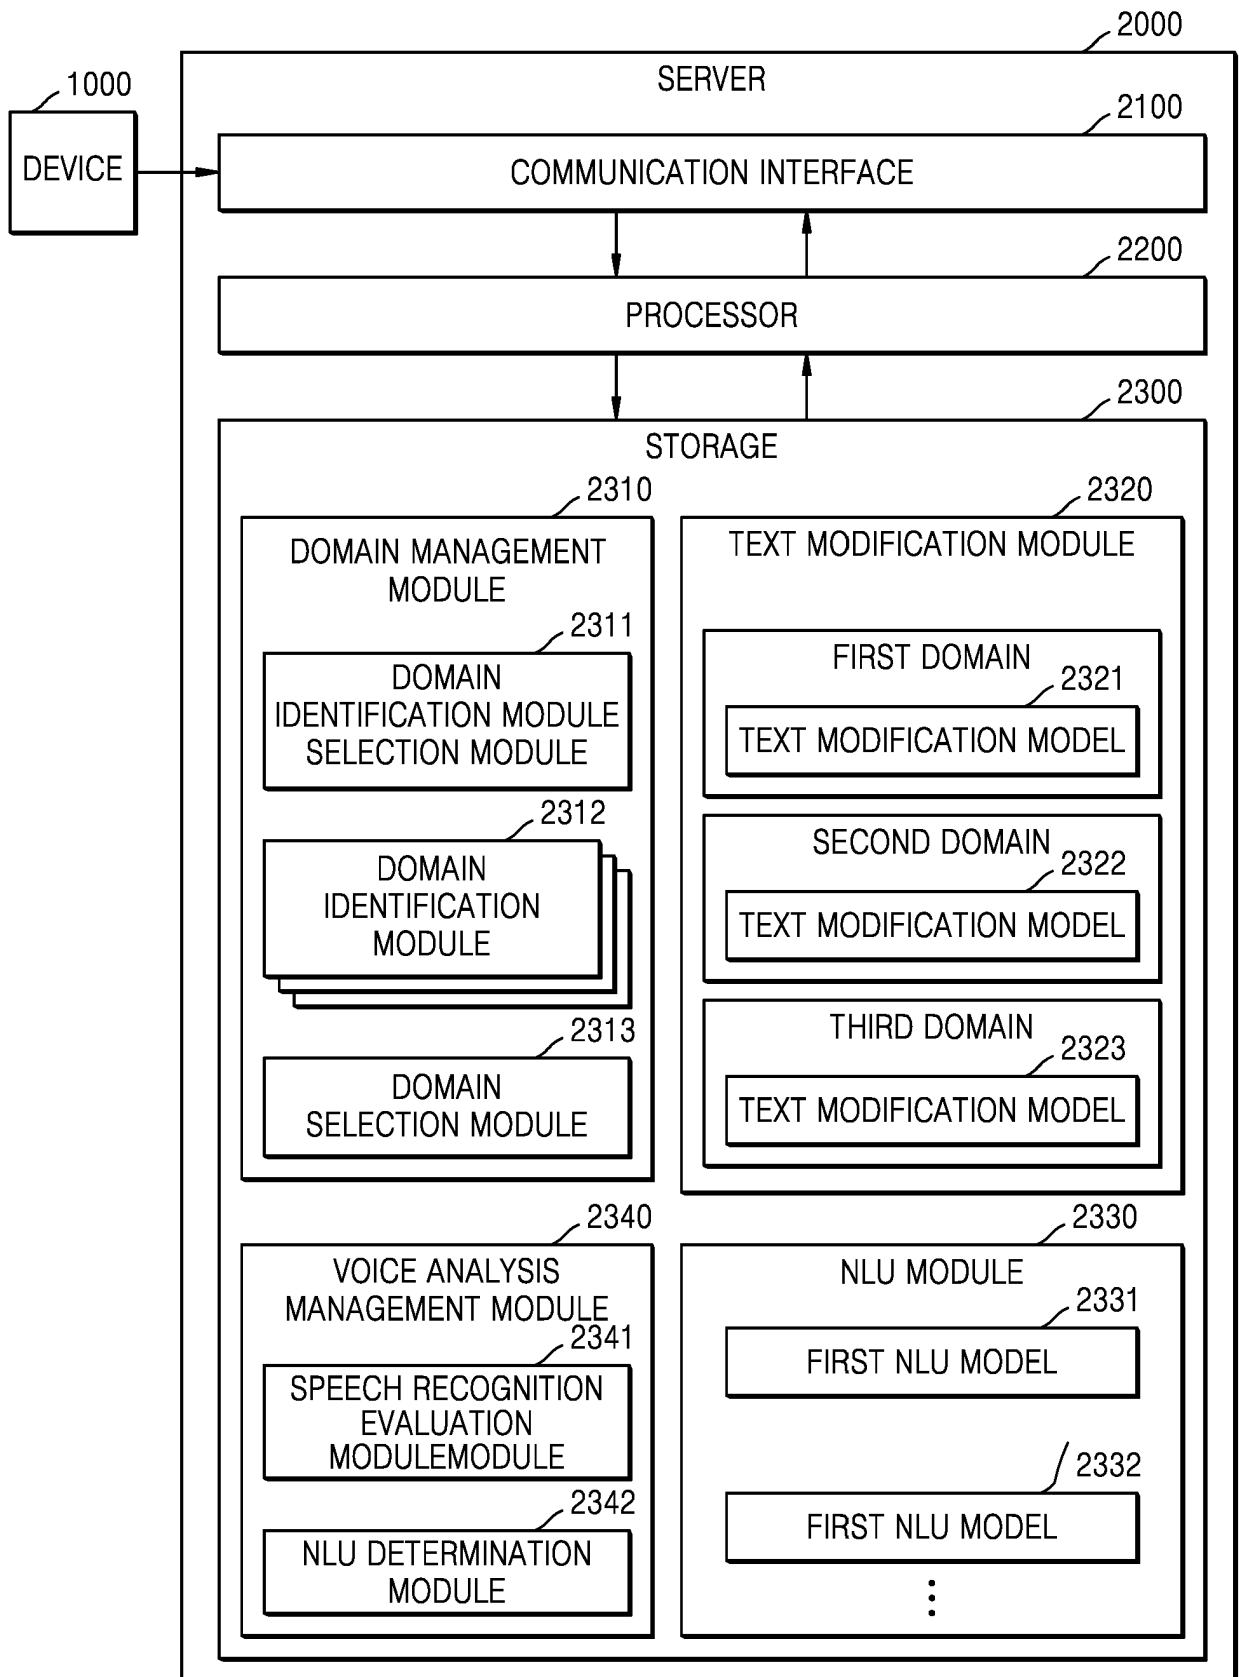 2000
SERVER
1000
DEVICE
2100
COMMUNICATION INTERFACE
2200
PROCESSOR
2300
STORAGE
2310
DOMAIN MANAGEMENT
MODULE
2311
DOMAIN
IDENTIFICATION MODULE
SELECTION MODULE
2312
DOMAIN
IDENTIFICATION
MODULE
2313
DOMAIN
SELECTION MODULE
2320
TEXT MODIFICATION MODULE
FIRST DOMAIN
2321
TEXT MODIFICATION MODEL
SECOND DOMAIN
2322
TEXT MODIFICATION MODEL
THIRD DOMAIN
2323
TEXT MODIFICATION MODEL
2340
VOICE ANALYSIS
MANAGEMENT MODULE
2341
SPEECH RECOGNITION
EVALUATION
MODULEMODULE
2342
NLU DETERMINATION
MODULE
2330
NLU MODULE
2331
FIRST NLU MODEL
2332
FIRST NLU MODEL
⋮